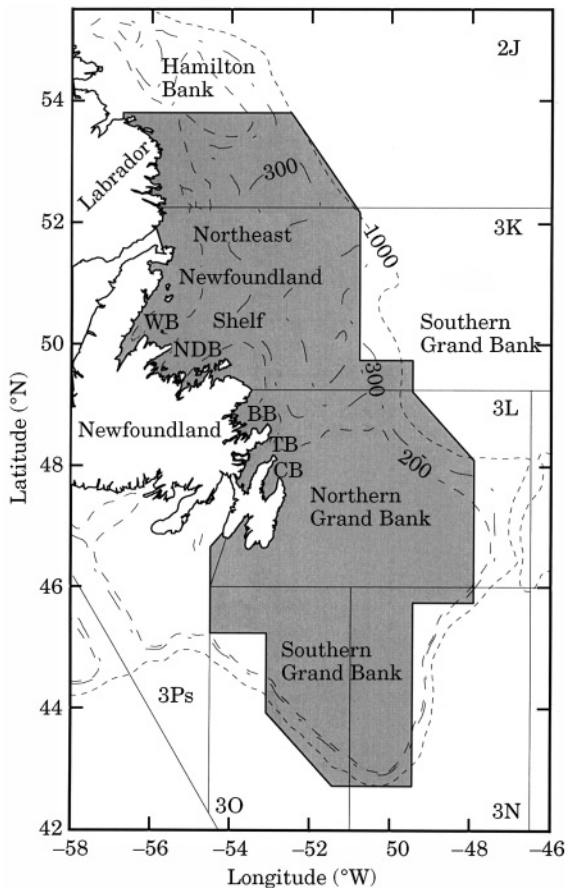 2J
Hamilton
Bank
54
Labrador
300
52
Northeast
1000
3K
Newfoundland
WB
Shelf
Southern
Grand Bank
50
NDB
300
3L
BB
Newfoundland
TB
200
48
CB
Northern
Grand Bank
Latitude (°N)
46
Southern
Grand Bank
3Ps
44
3O
3N
42
–58
–56
–54
–52
–50
–48
–46
Longitude (°W)